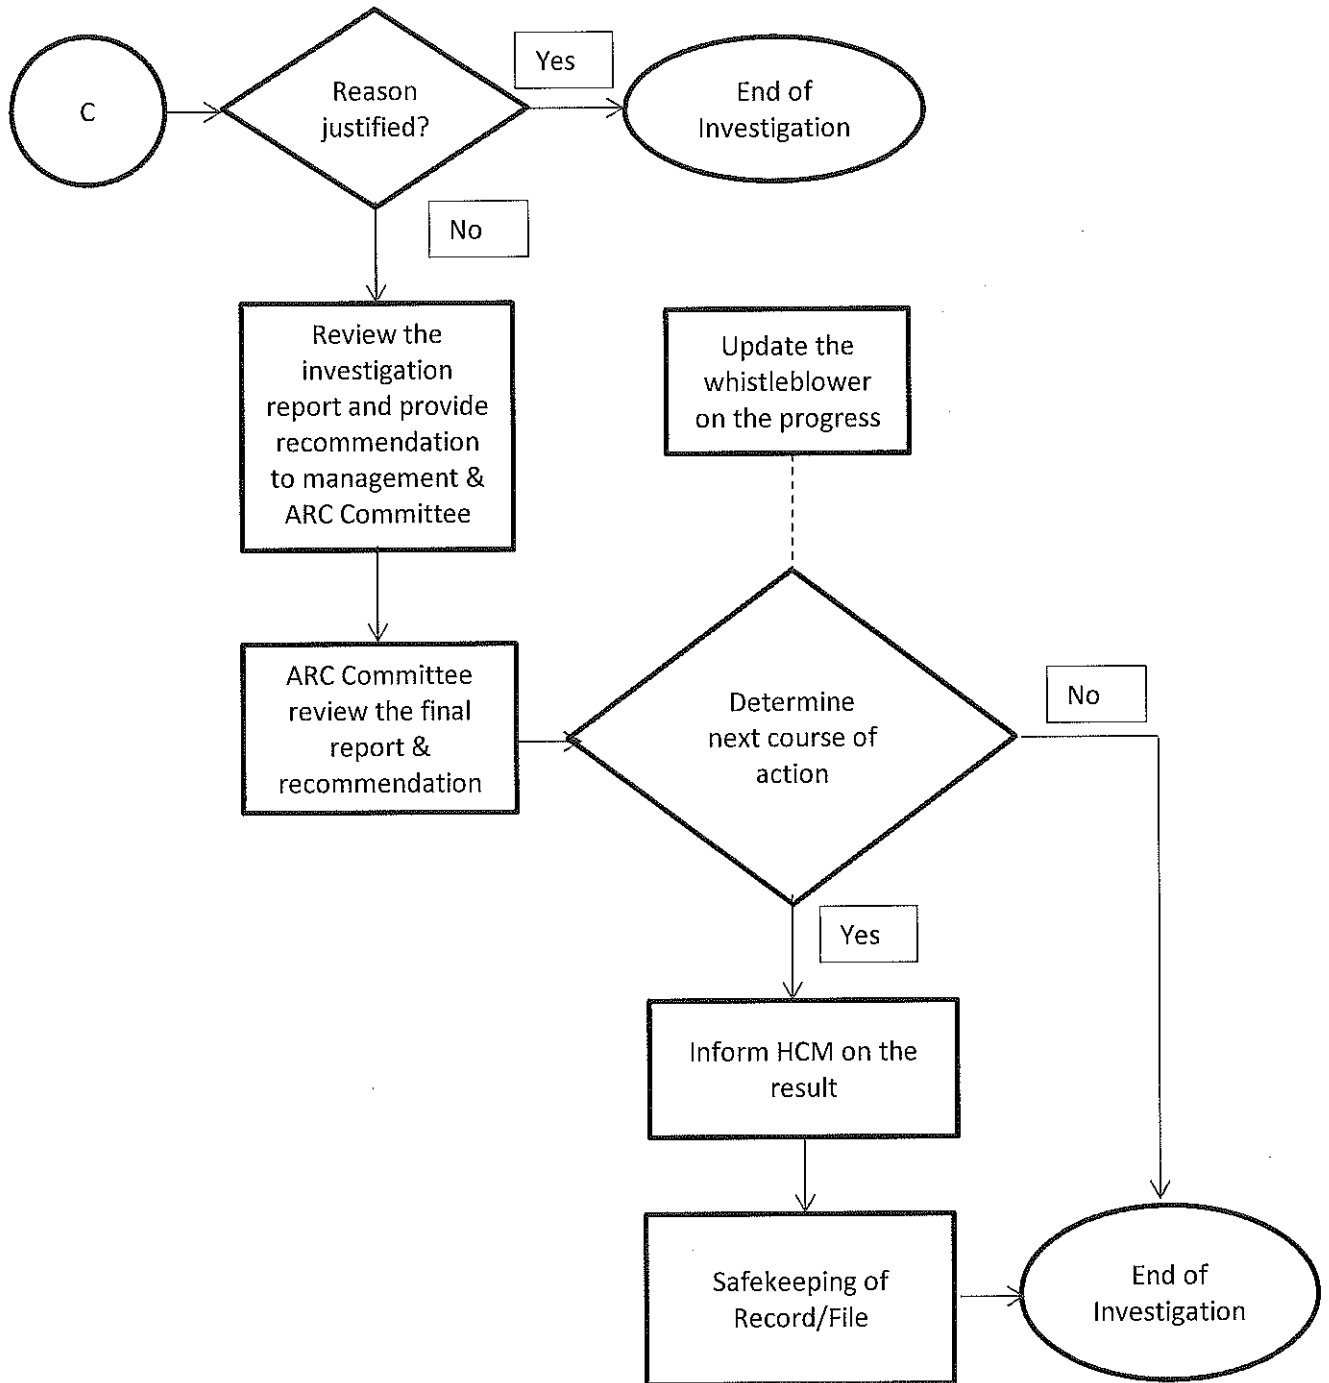 C
Reason
justified?
Yes
End of
Investigation
No
Review the
investigation
report and provide
recommendation
to management &
ARC Committee
Update the
whistleblower
on the progress
ARC Committee
review the final
report &
recommendation
Determine
next course of
action
No
Yes
Inform HCM on the
result
Safekeeping of
Record/File
End of
Investigation